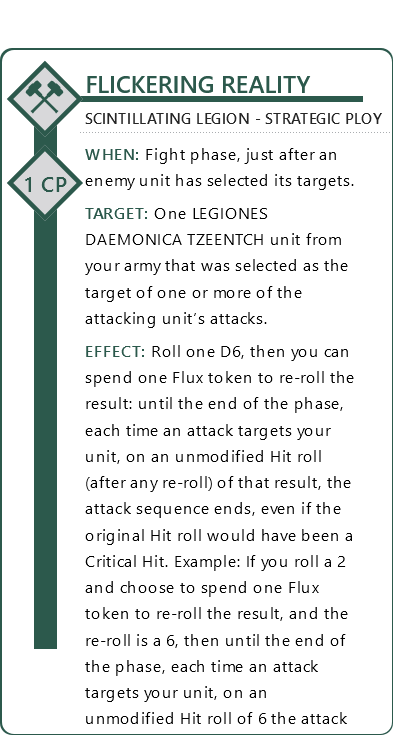 FLICKERING REALITY
SCINTILLATING LEGION - STRATEGIC PLOY
1 CP
WHEN: Fight phase, just after an
enemy unit has selected its targets.
TARGET: One LEGIONES
DAEMONICA TZEENTCH unit from
your army that was selected as the
target of one or more of the
attacking unit's attacks.
EFFECT: Roll one D6, then you can
spend one Flux token to re-roll the
result: until the end of the phase,
each time an attack targets your
unit, on an unmodified Hit roll
(after any re-roll) of that result, the
attack sequence ends, even if the
original Hit roll would have been a
Critical Hit. Example: If you roll a 2
and choose to spend one Flux
token to re-roll the result, and the
re-roll is a 6, then until the end of
the phase, each time an attack
targets your unit, on an
unmodified Hit roll of 6 the attack